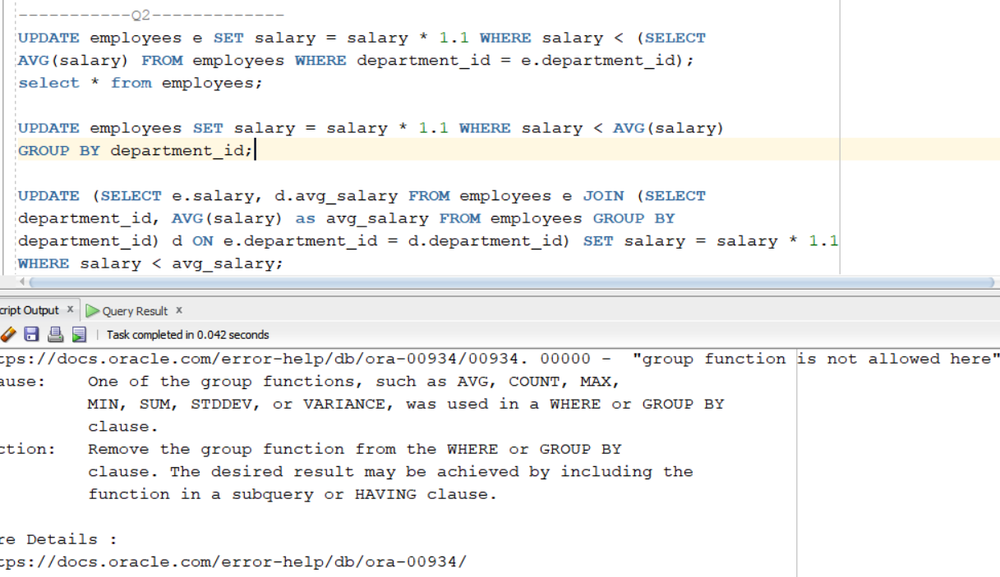 -----------Q2-------------
UPDATE employees e SET salary = salary * 1.1 WHERE salary < (SELECT
AVG(salary) FROM employees WHERE department_id = e.department_id);
select * from employees;
UPDATE employees SET salary = salary * 1.1 WHERE salary < AVG(salary)
GROUP BY department_id;
UPDATE (SELECT e.salary, d.avg_salary FROM employees e JOIN (SELECT
department_id, AVG(salary) as avg_salary FROM employees GROUP BY
department_id) d ON e.department_id = d.department_id) SET salary = salary * 1.1
WHERE salary < avg_salary;
cript Output x Query Result x
Task completed in 0.042 seconds
tps://docs.oracle.com/error-help/db/ora-00934/00934. 00000 - "group function is not allowed here"
ause: One of the group functions, such as AVG, COUNT, MAX,
MIN, SUM, STDDEV, or VARIANCE, was used in a WHERE or GROUP BY
clause.
ction: Remove the group function from the WHERE or GROUP BY
clause. The desired result may be achieved by including the
function in a subquery or HAVING clause.
re Details :
tps://docs.oracle.com/error-help/db/ora-00934/